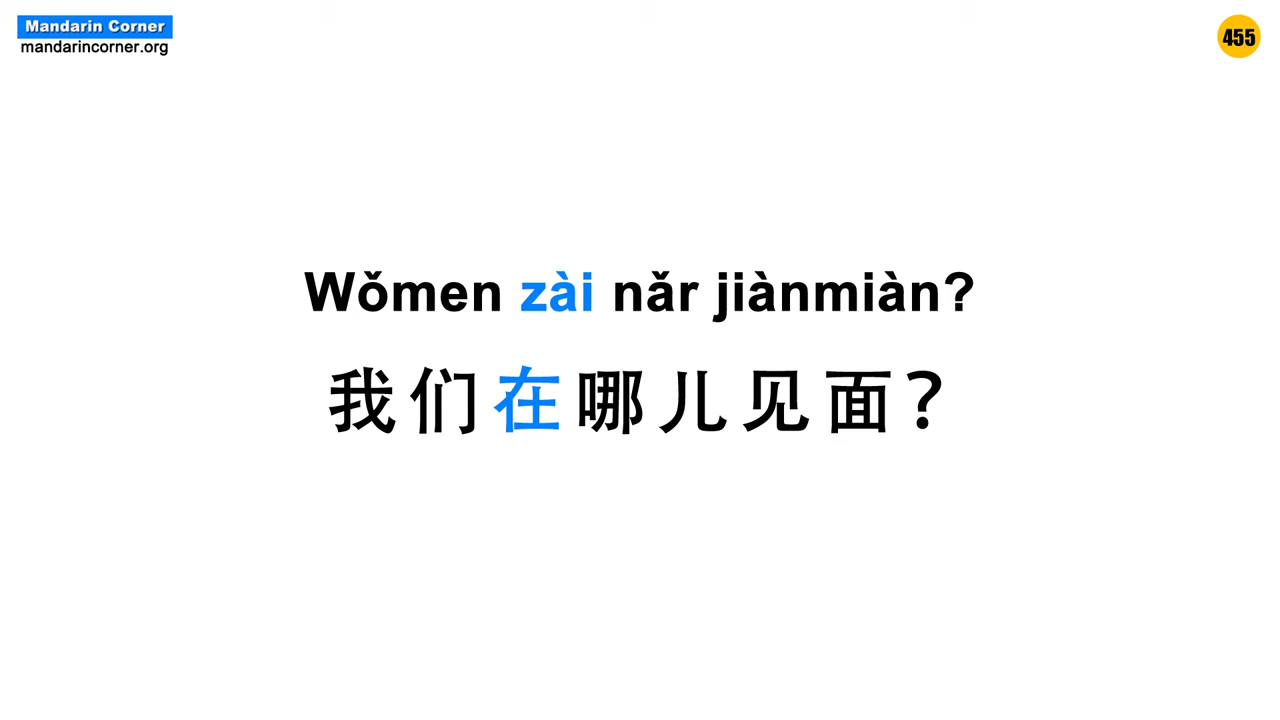 Mandarin Corner
mandarincorner.org
455
Wǒmen zài nǎr jiànmiàn?
我们在哪儿见面？